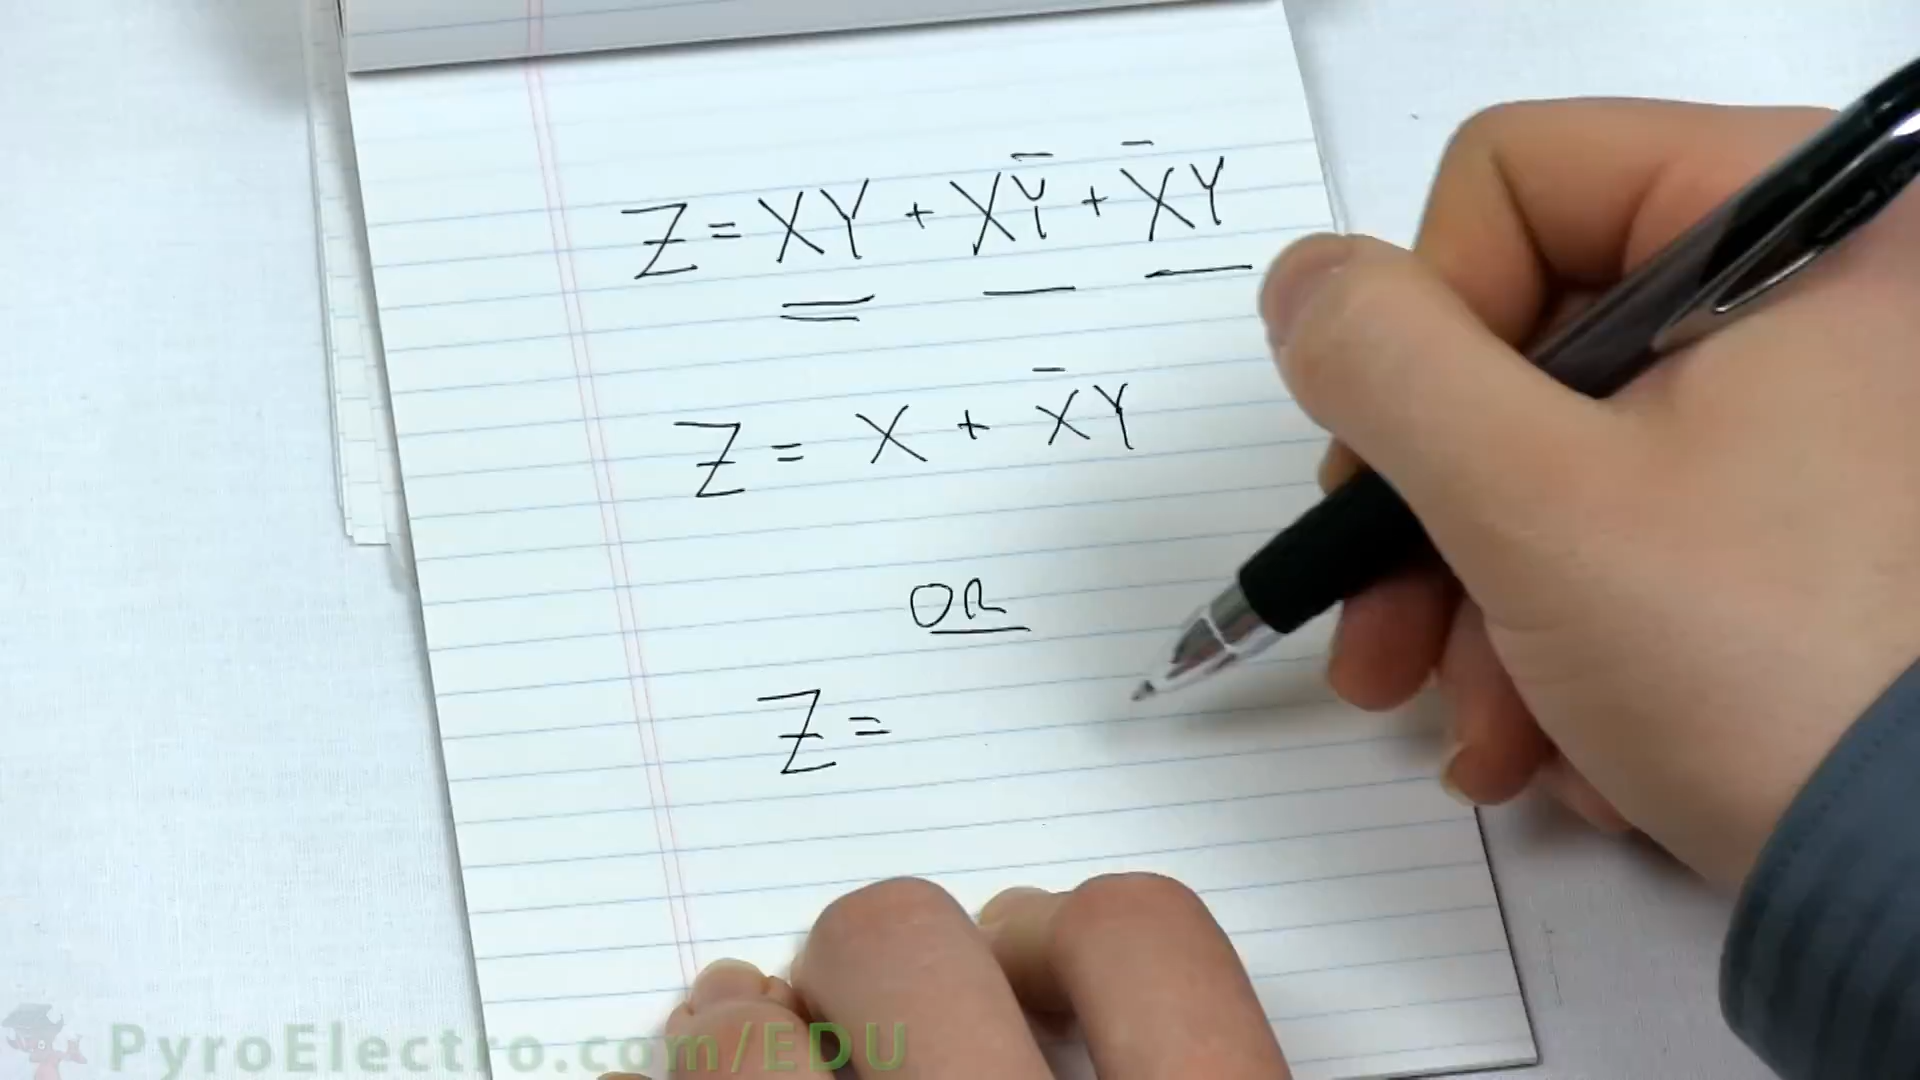 Z = XY + XȲ + X̄Y
Z = X + X̄Y
OR
Z =
PyroElectro.com/EDU